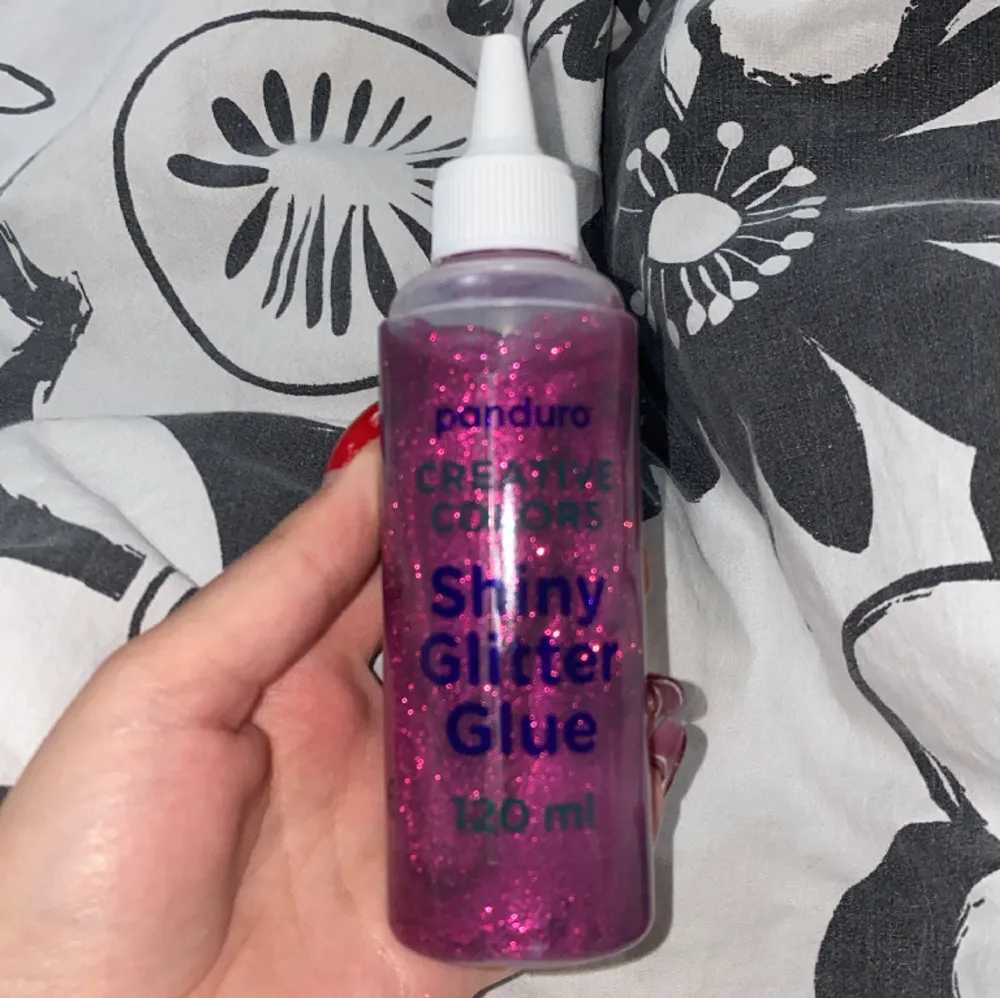 panduro
CREATIVE
COLORS
Shiny
Glitter
Glue
120 ml